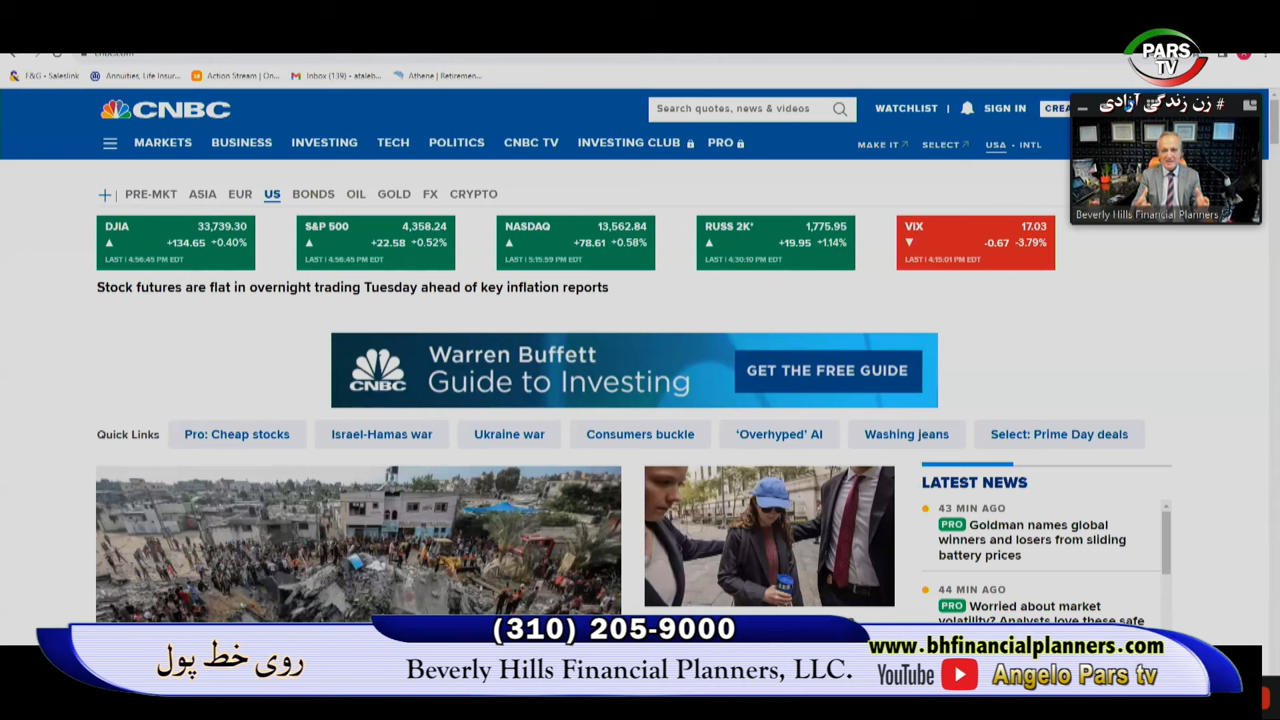 PARS
TV
F&G - Saleslink
Annuities, Life Insur...
Action Stream | On...
Inbox (139) - ataleb...
Athene | Retiremen...
# زن زندگی آزادی
CNBC
Search quotes, news & videos
WATCHLIST
SIGN IN
CREA
MARKETS
BUSINESS
INVESTING
TECH
POLITICS
CNBC TV
INVESTING CLUB
PRO
MAKE IT
SELECT
USA • INTL
Beverly Hills Financial Planners
PRE-MKT
ASIA
EUR
US
BONDS
OIL
GOLD
FX
CRYPTO
DJIA 33,739.30
+134.65 +0.40%
LAST | 4:56:45 PM EDT
S&P 500 4,358.24
+22.58 +0.52%
LAST | 4:56:45 PM EDT
NASDAQ 13,562.84
+78.61 +0.58%
LAST | 5:15:59 PM EDT
RUSS 2K* 1,775.95
+19.95 +1.14%
LAST | 4:30:10 PM EDT
VIX 17.03
-0.67 -3.79%
LAST | 4:15:01 PM EDT
Stock futures are flat in overnight trading Tuesday ahead of key inflation reports
CNBC
Warren Buffett
Guide to Investing
GET THE FREE GUIDE
Quick Links
Pro: Cheap stocks
Israel-Hamas war
Ukraine war
Consumers buckle
‘Overhyped’ AI
Washing jeans
Select: Prime Day deals
LATEST NEWS
43 MIN AGO
PRO Goldman names global
winners and losers from sliding
battery prices
44 MIN AGO
PRO Worried about market
volatility? Analysts love these safe
(310) 205-9000
روی خط پول
Beverly Hills Financial Planners, LLC.
www.bhfinancialplanners.com
YouTube Angelo Pars tv